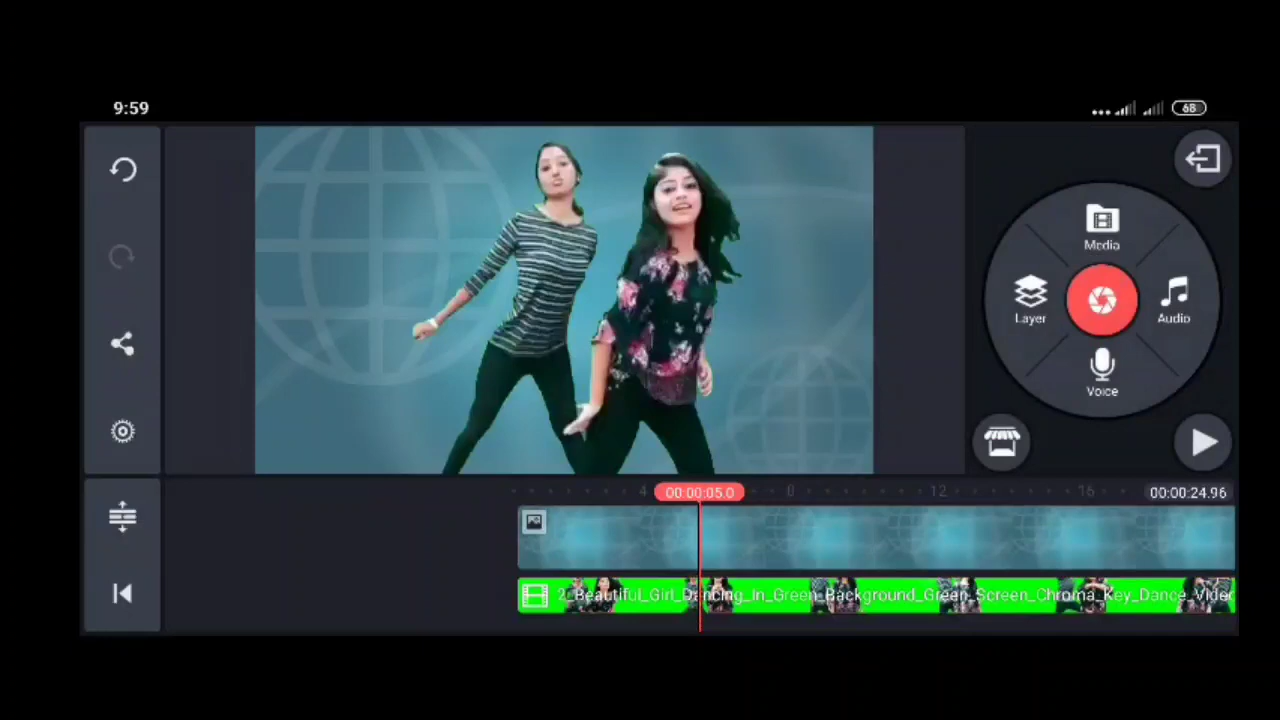 9:59
68
Media
Layer
Audio
Voice
4
00:00:05.0
8
12
16
00:00:24.96
2_Beautiful_Girl_Dancing_In_Green_Background_Green_Screen_Chroma_Key_Dance_Video